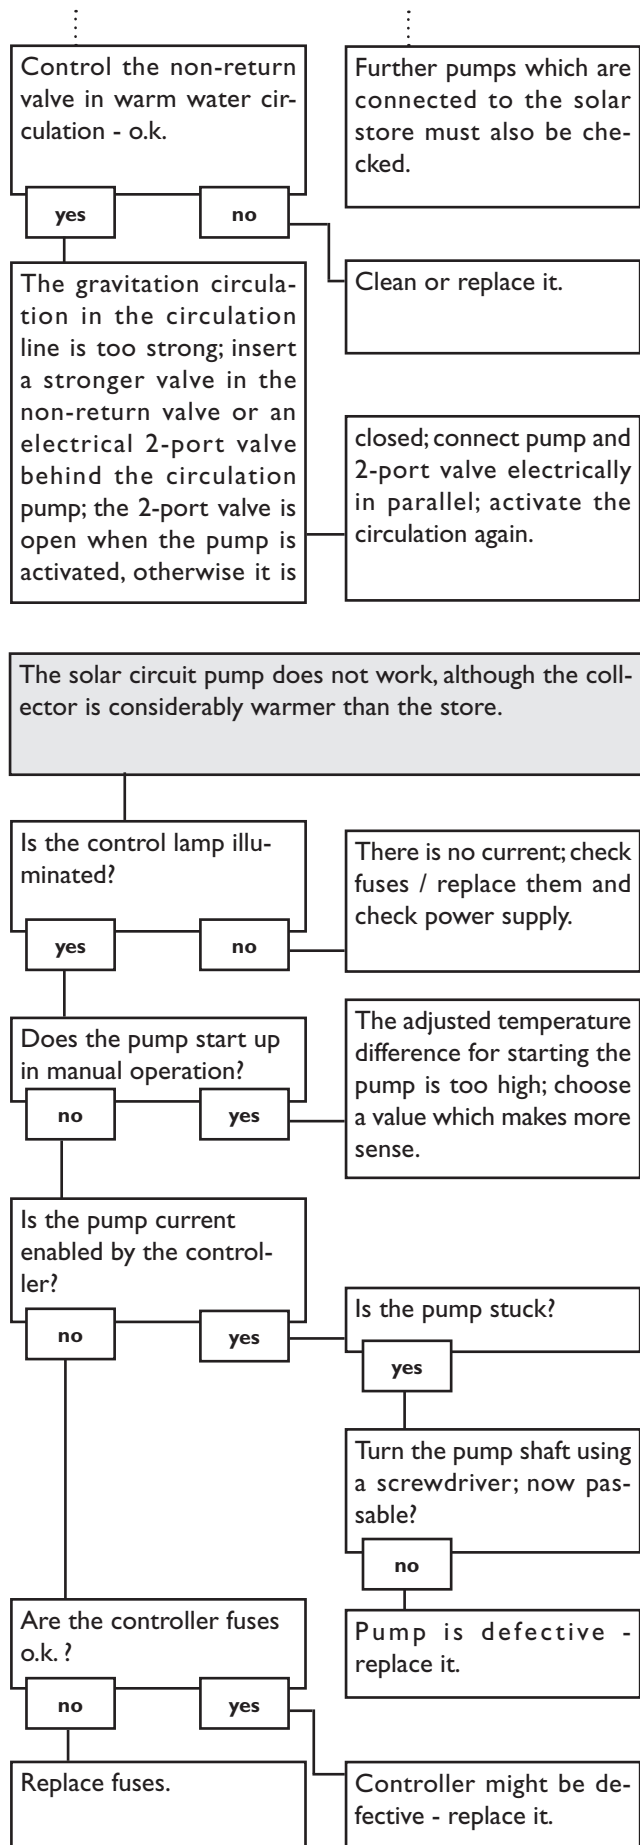 Control the non-return
valve in warm water cir-
culation - o.k.
yes
no
Further pumps which are
connected to the solar
store must also be che-
cked.
Clean or replace it.
The gravitation circula-
tion in the circulation
line is too strong; insert
a stronger valve in the
non-return valve or an
electrical 2-port valve
behind the circulation
pump; the 2-port valve is
open when the pump is
activated, otherwise it is
closed; connect pump and
2-port valve electrically
in parallel; activate the
circulation again.
The solar circuit pump does not work, although the coll-
ector is considerably warmer than the store.
Is the control lamp illu-
minated?
yes
no
There is no current; check
fuses / replace them and
check power supply.
Does the pump start up
in manual operation?
no
yes
The adjusted temperature
difference for starting the
pump is too high; choose
a value which makes more
sense.
Is the pump current
enabled by the control-
ler?
no
yes
Is the pump stuck?
yes
Turn the pump shaft using
a screwdriver; now pas-
sable?
no
Pump is defective -
replace it.
Are the controller fuses
o.k. ?
no
yes
Replace fuses.
Controller might be de-
fective - replace it.